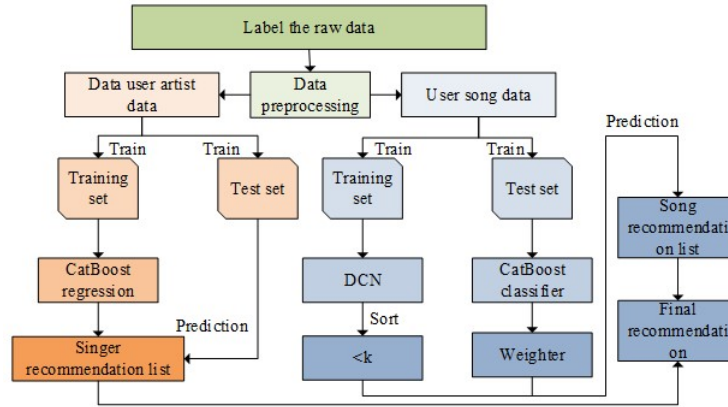 Label the raw data
Data user artist
data
Data
preprocessing
User song data
Prediction
Train
Train
Train
Train
Training
set
Test set
Training
set
Test set
Song
recommendati
on list
CatBoost
regression
DCN
CatBoost
classifier
Prediction
Sort
Final
recommendati
on
Singer
recommendation list
<k
Weighter